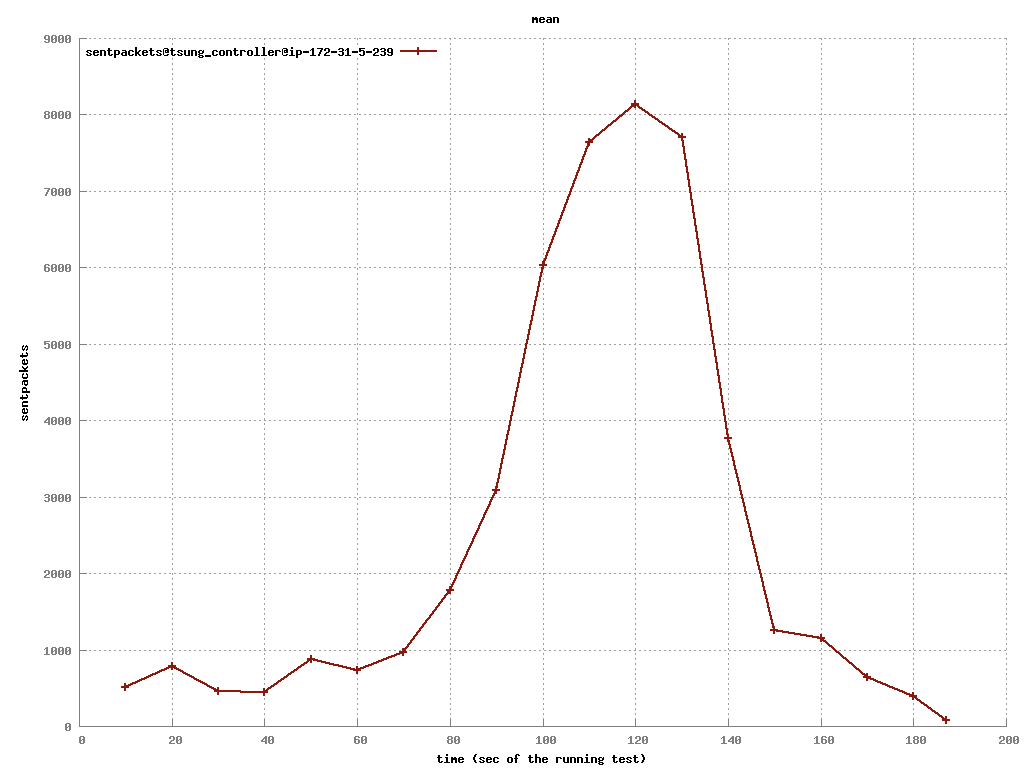 mean
9000
sentpackets@tsung_controller@ip-172-31-5-239
8000
7000
6000
5000
sentpackets
4000
3000
2000
1000
0
0 20 40 60 80 100 120 140 160 180 200
time (sec of the running test)